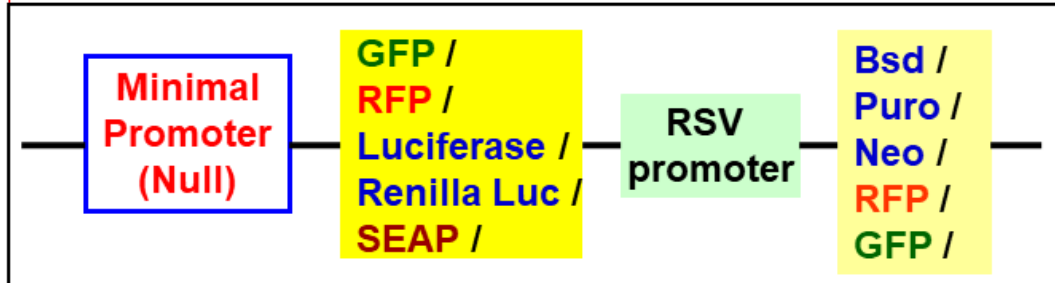 Minimal
Promoter
(Null)
GFP /
RFP /
Luciferase /
Renilla Luc /
SEAP /
RSV
promoter
Bsd /
Puro /
Neo /
RFP /
GFP /